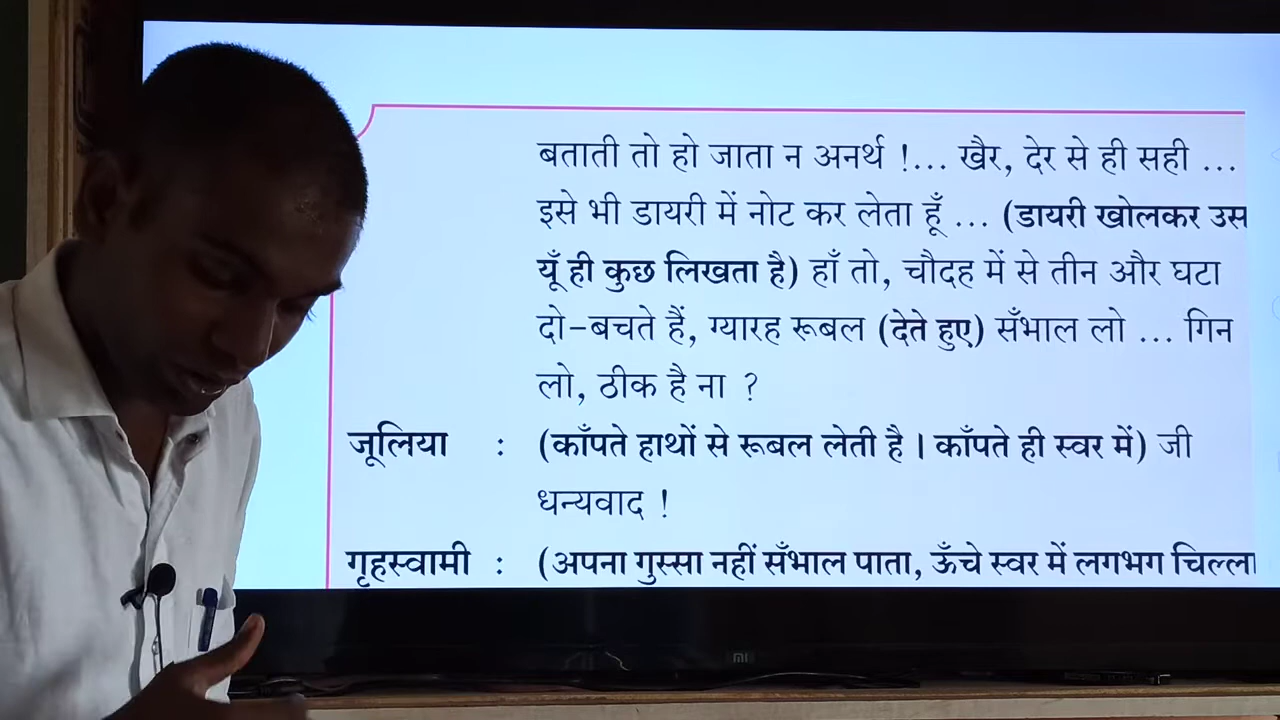 बताती तो हो जाता न अनर्थ !... खैर, देर से ही सही ...
इसे भी डायरी में नोट कर लेता हूँ ... (डायरी खोलकर उस
यूँ ही कुछ लिखता है) हाँ तो, चौदह में से तीन और घटा
दो-बचते हैं, ग्यारह रूबल (देते हुए) सँभाल लो ... गिन
लो, ठीक है ना ?
जूलिया : (काँपते हाथों से रूबल लेती है । काँपते ही स्वर में) जी
धन्यवाद !
गृहस्वामी : (अपना गुस्सा नहीं सँभाल पाता, ऊँचे स्वर में लगभग चिल्ला
mi